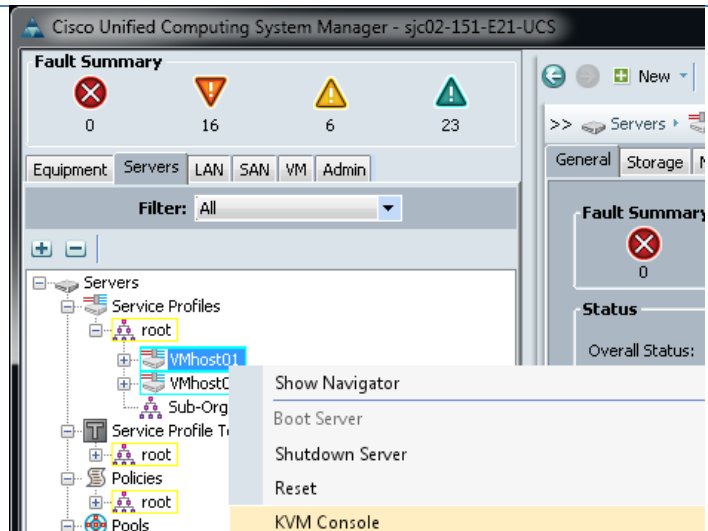 Cisco Unified Computing System Manager - sjc02-151-E21-UCS
Fault Summary
0 16 6 23
New
>> Servers
Equipment Servers LAN SAN VM Admin
General Storage
Filter: All
Fault Summary
0
Servers
Service Profiles
root
Status
Overall Status:
VMhost01
Sub-Org
Service Profile
root
Policies
root
Pools
Show Navigator
Boot Server
Shutdown Server
Reset
KVM Console